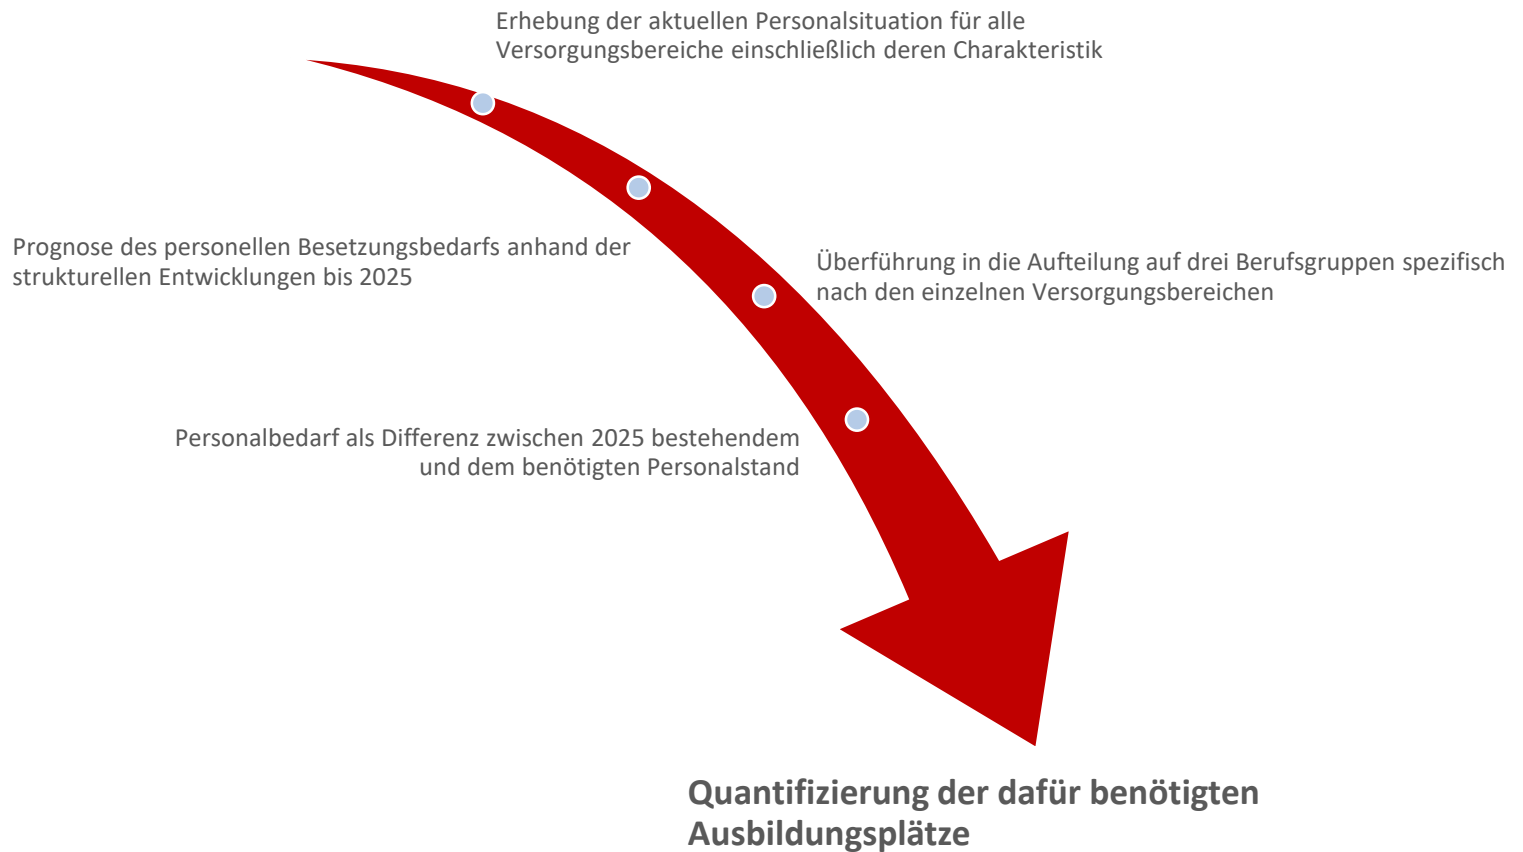 Erhebung der aktuellen Personalsituation für alle
Versorgungsbereiche einschließlich deren Charakteristik
Prognose des personellen Besetzungsbedarfs anhand der
strukturellen Entwicklungen bis 2025
Überführung in die Aufteilung auf drei Berufsgruppen spezifisch
nach den einzelnen Versorgungsbereichen
Personalbedarf als Differenz zwischen 2025 bestehendem
und dem benötigten Personalstand
Quantifizierung der dafür benötigten
Ausbildungsplätze